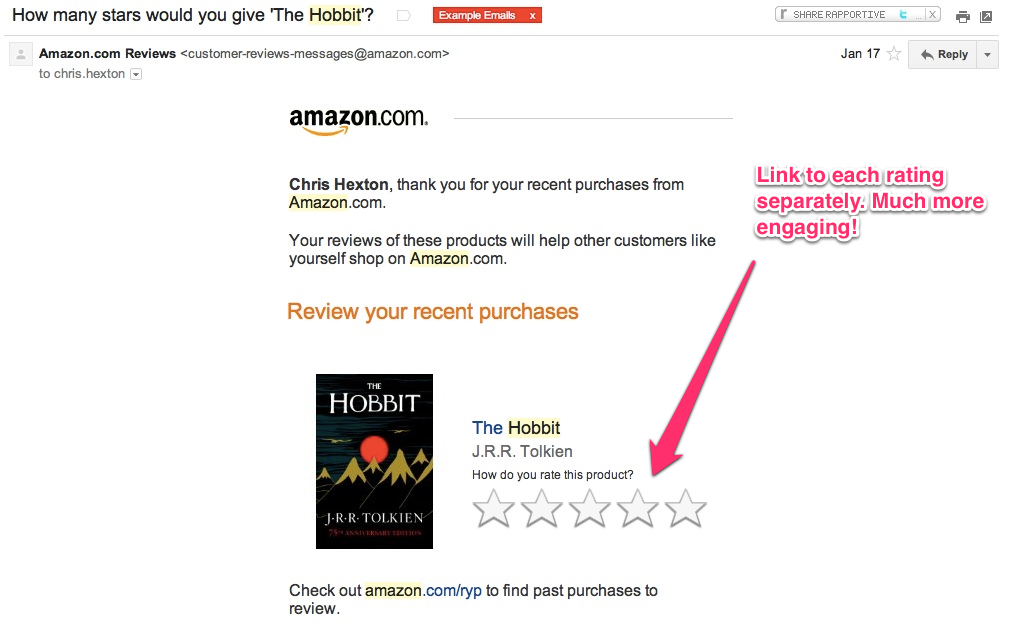 How many stars would you give 'The Hobbit'?
Example Emails x
SHARE RAPPORTIVE
X
Amazon.com Reviews <customer-reviews-messages@amazon.com>
Jan 17
Reply
to chris.hexton
amazon.com.
Chris Hexton, thank you for your recent purchases from
Amazon.com.
Your reviews of these products will help other customers like
yourself shop on Amazon.com.
Link to each rating
separately. Much more
engaging!
Review your recent purchases
THE
HOBBIT
J·R·R·TOLKIEN
75TH ANNIVERSARY EDITION
The Hobbit
J.R.R. Tolkien
How do you rate this product?
Check out amazon.com/ryp to find past purchases to
review.